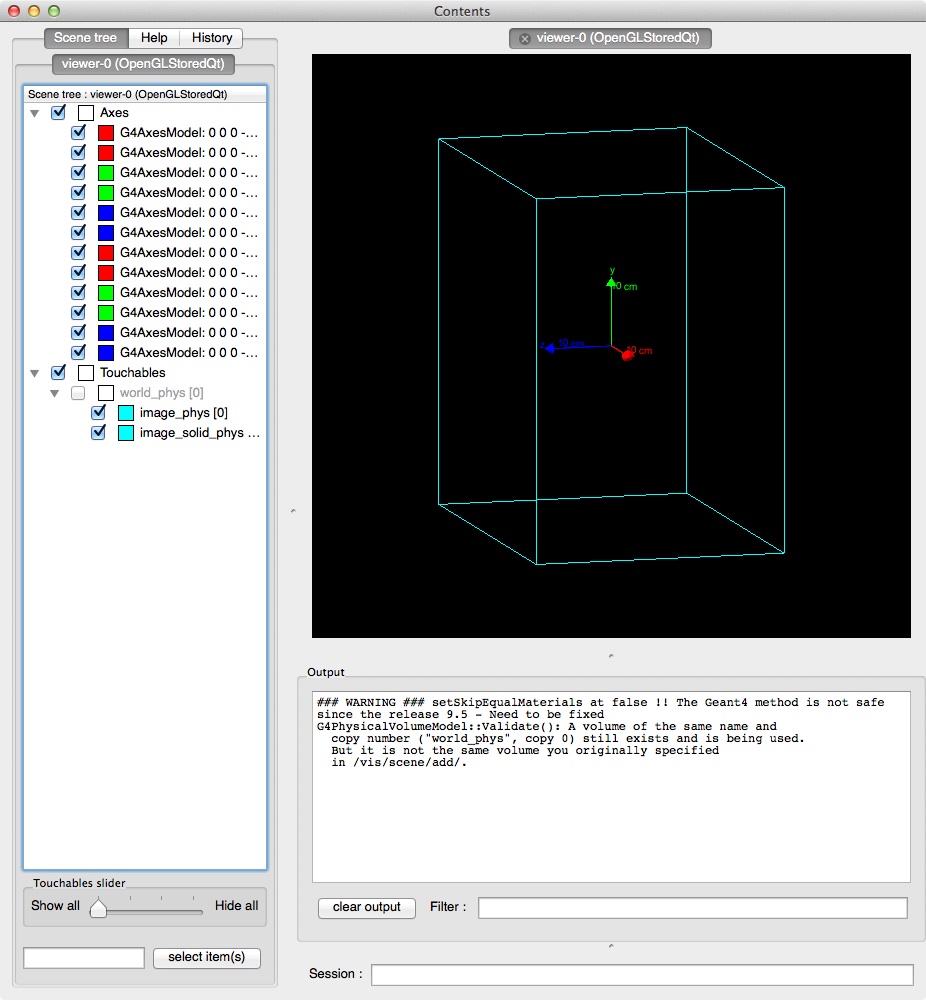 Contents
Scene tree
Help
History
viewer-0 (OpenGLStoredQt)
Scene tree : viewer-0 (OpenGLStoredQt)
Axes
G4AxesModel: 0 0 0 -...
G4AxesModel: 0 0 0 -...
G4AxesModel: 0 0 0 -...
G4AxesModel: 0 0 0 -...
G4AxesModel: 0 0 0 -...
G4AxesModel: 0 0 0 -...
G4AxesModel: 0 0 0 -...
G4AxesModel: 0 0 0 -...
G4AxesModel: 0 0 0 -...
G4AxesModel: 0 0 0 -...
G4AxesModel: 0 0 0 -...
G4AxesModel: 0 0 0 -...
Touchables
world_phys [0]
image_phys [0]
image_solid_phys ...
Touchables slider
Show all
Hide all
select item(s)
viewer-0 (OpenGLStoredQt)
y
0 cm
z
10 cm
10 cm
Output
### WARNING ### setSkipEqualMaterials at false !! The Geant4 method is not safe
since the release 9.5 - Need to be fixed
G4PhysicalVolumeModel::Validate(): A volume of the same name and
copy number ("world_phys", copy 0) still exists and is being used.
But it is not the same volume you originally specified
in /vis/scene/add/.
clear output
Filter :
Session :